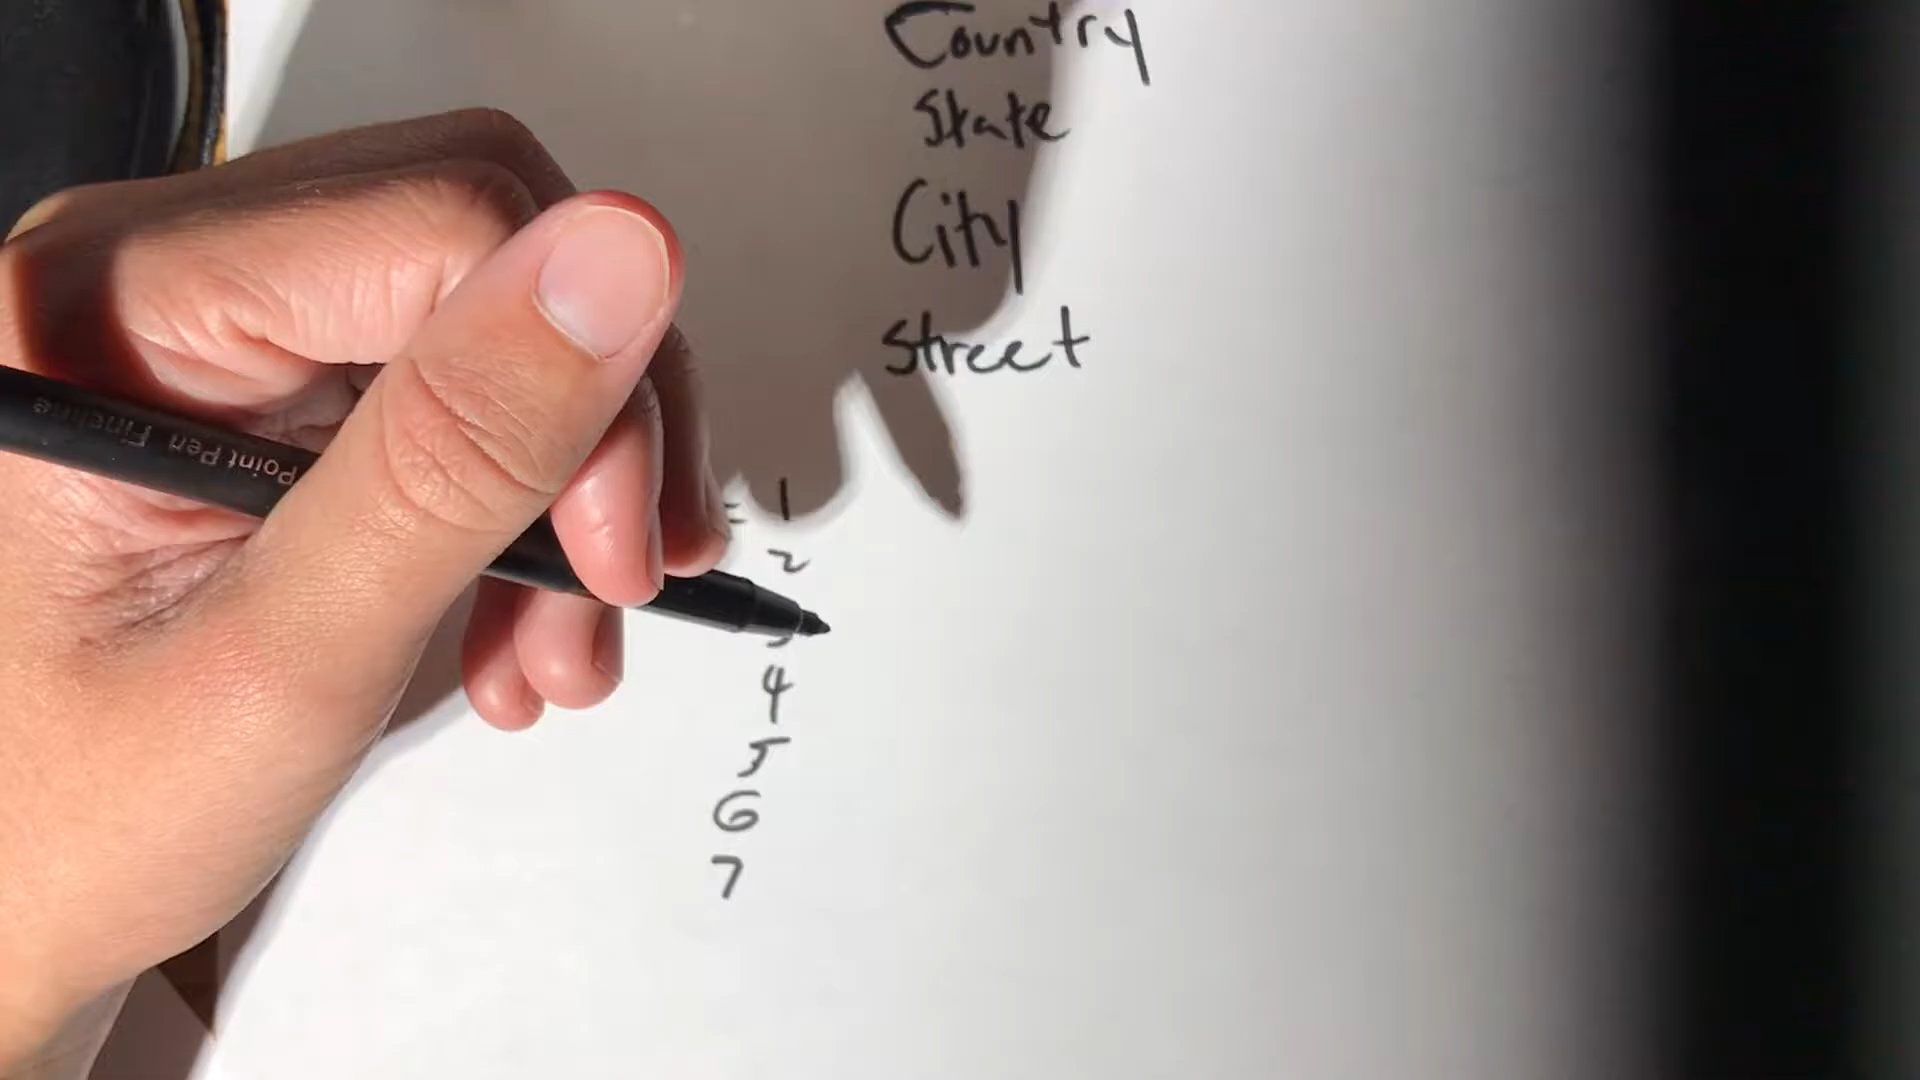 Country
State
City
Street
Point Pen Fineline
= 1
2
4
5
6
7